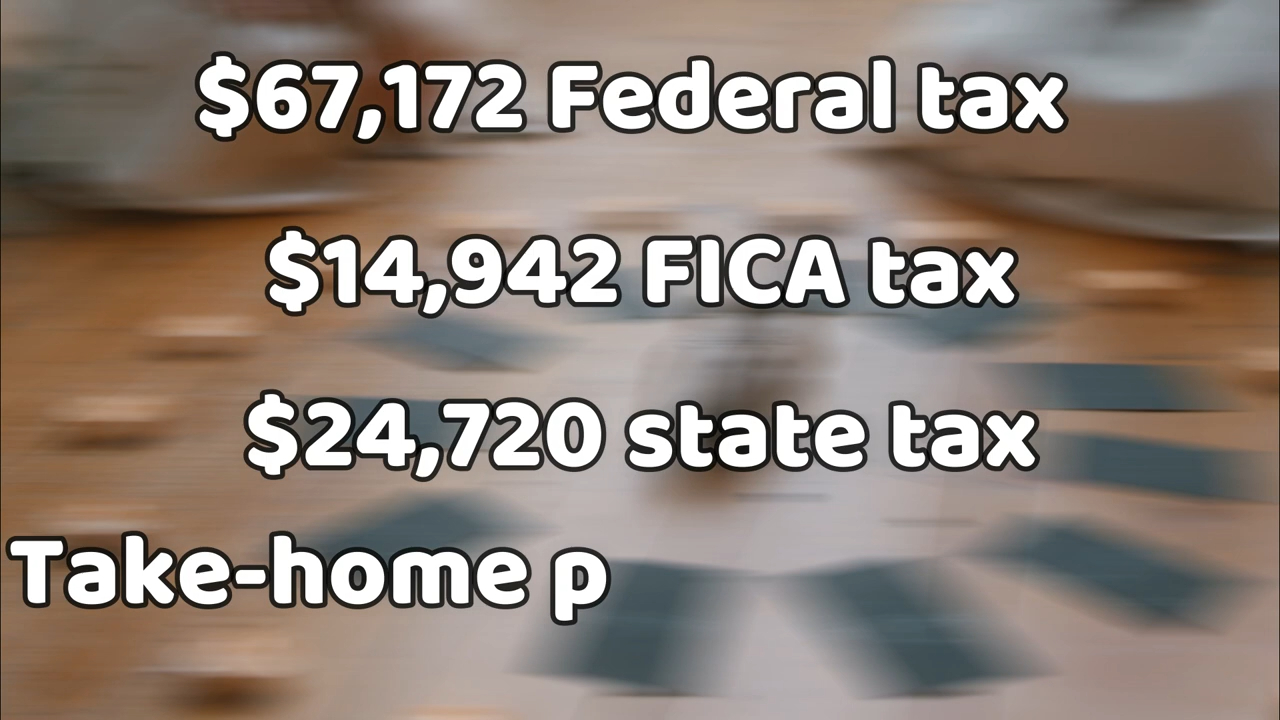 $67,172 Federal tax
$14,942 FICA tax
$24,720 state tax
Take-home p